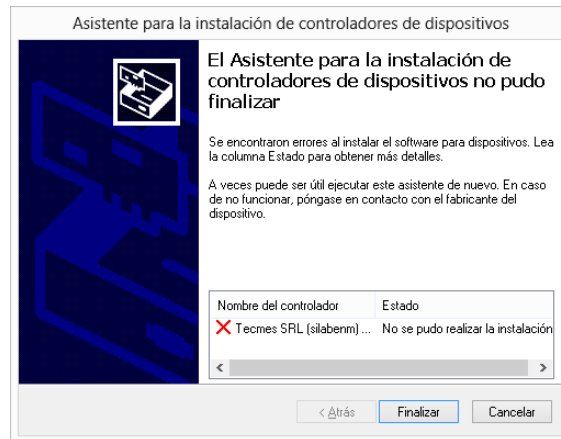 Asistente para la instalación de controladores de dispositivos
El Asistente para la instalación de
controladores de dispositivos no pudo
finalizar
Se encontraron errores al instalar el software para dispositivos. Lea
la columna Estado para obtener más detalles.
A veces puede ser útil ejecutar este asistente de nuevo. En caso
de no funcionar, póngase en contacto con el fabricante del
dispositivo.
Nombre del controlador Estado
Tecmes SRL (silabenm) ... No se pudo realizar la instalación
< Atrás Finalizar Cancelar